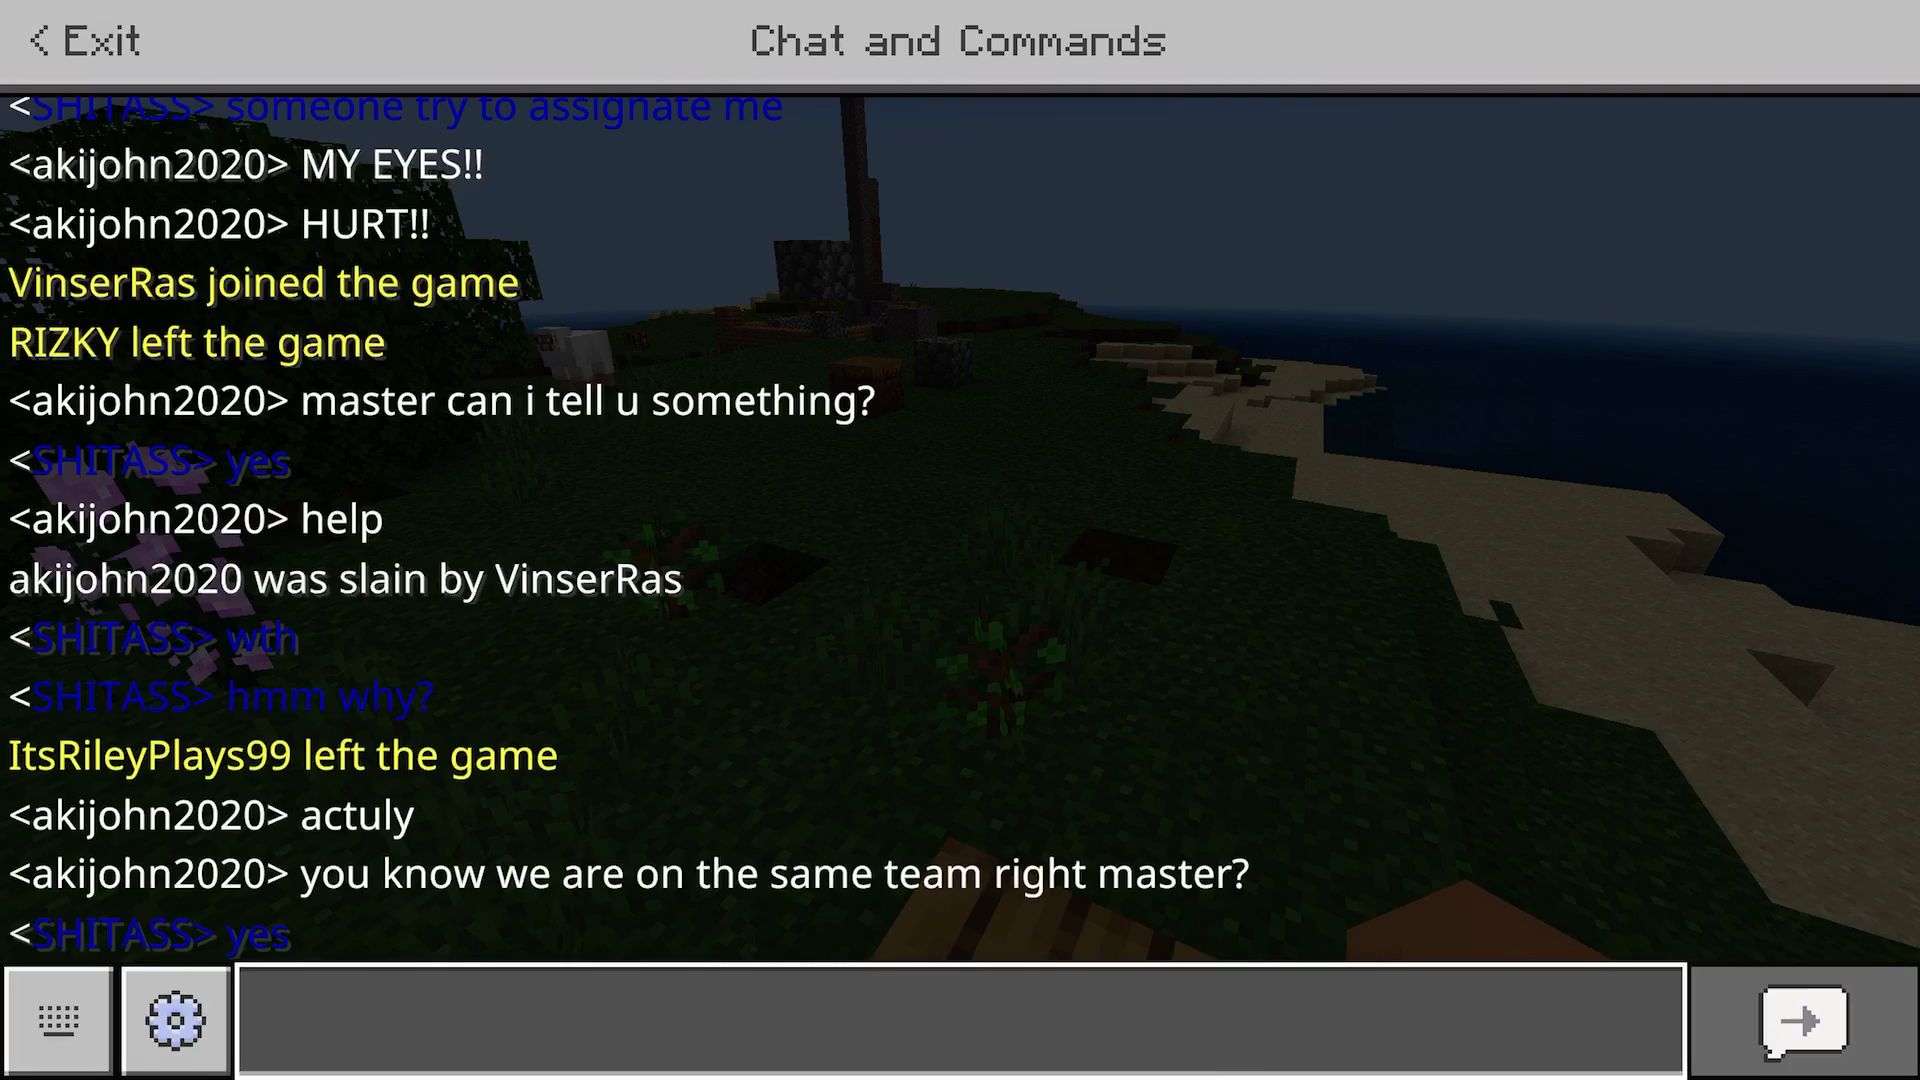 < Exit
Chat and Commands
<SHITASS> someone try to assignate me
<akijohn2020> MY EYES!!
<akijohn2020> HURT!!
VinserRas joined the game
RIZKY left the game
<akijohn2020> master can i tell u something?
<SHITASS> yes
<akijohn2020> help
akijohn2020 was slain by VinserRas
<SHITASS> wth
<SHITASS> hmm why?
ItsRileyPlays99 left the game
<akijohn2020> actuly
<akijohn2020> you know we are on the same team right master?
<SHITASS> yes